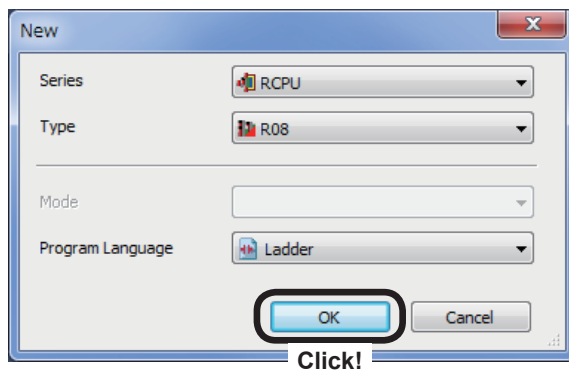 New
Series
RCPU
Type
R08
Mode
Program Language
Ladder
OK
Cancel
Click!